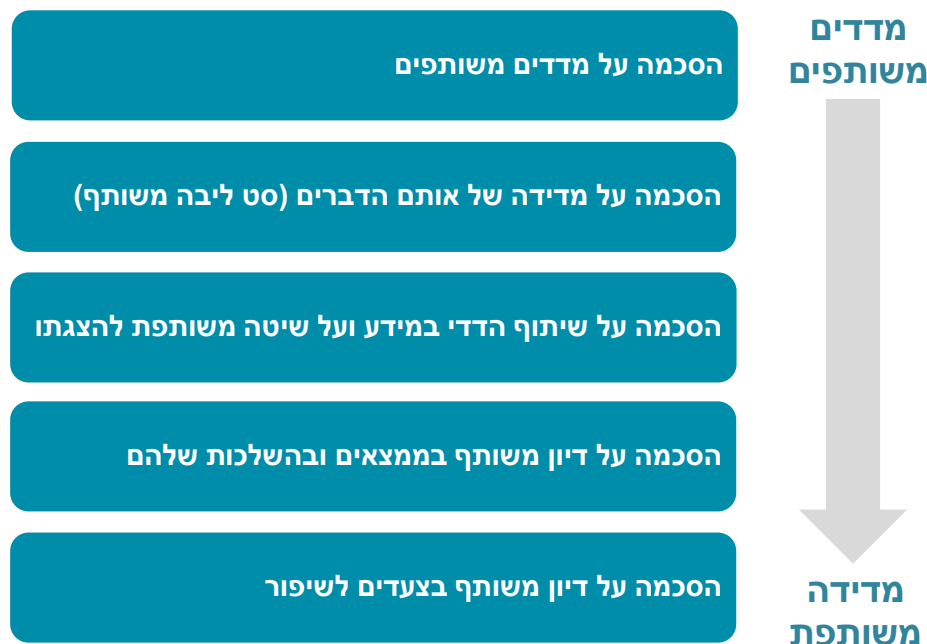 מדדים
משותפים
הסכמה על מדדים משותפים
הסכמה על מדידה של אותם הדברים (סט ליבה משותף)
הסכמה על שיתוף הדדי במידע ועל שיטה משותפת להצגתו
הסכמה על דיון משותף בממצאים ובהשלכות שלהם
הסכמה על דיון משותף בצעדים לשיפור
מדידה
משותפת